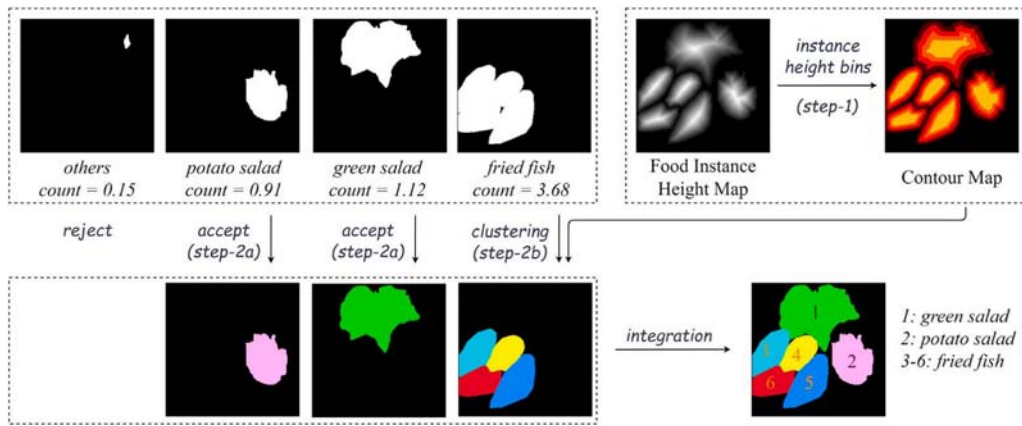 others
count = 0.15
potato salad
count = 0.91
green salad
count = 1.12
fried fish
count = 3.68
Food Instance
Height Map
instance
height bins
(step-1)
Contour Map
reject
accept
(step-2a)
accept
(step-2a)
clustering
(step-2b)
1
2
3
4
5
6
integration
1: green salad
2: potato salad
3-6: fried fish